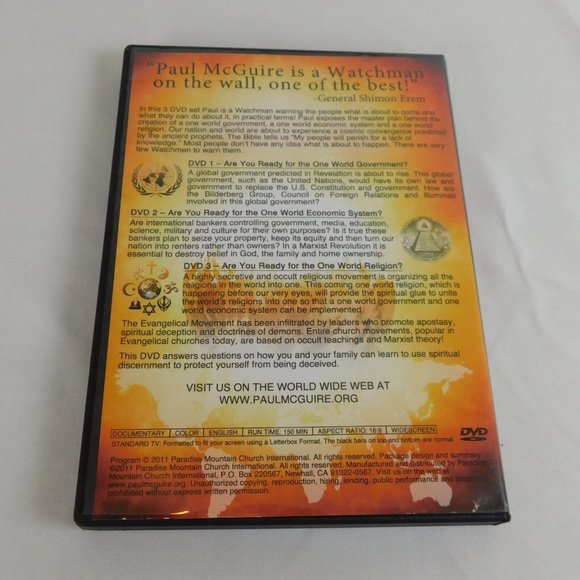 "Paul McGuire is a Watchman
on the wall, one of the best!"
-General Shimon Erem
In this 3 DVD set Paul is a Watchman warning the people what is about to come and
what they can do about it, in practical terms! Paul exposes the master plan behind the
creation of a one world government, a one world economic system and a one world
religion. Our nation and world are about to experience a cosmic convergence predicted
by the ancient prophets. The Bible tells us "My people will perish for a lack of
knowledge." Most people don't have any idea what is about to happen. There are very
few Watchmen to warn them.
DVD 1 – Are You Ready for the One World Government?
A global government predicted in Revelation is about to rise. This global
government, such as the United Nations, would have its own law and
government to replace the U.S. Constitution and government. How are
the Bilderberg Group, Council on Foreign Relations and Illuminati
involved in this global government?
DVD 2 – Are You Ready for the One World Economic System?
Are international bankers controlling government, media, education,
science, military and culture for their own purposes? Is it true these
bankers plan to seize your property, keep its equity and then turn our
nation into renters rather than owners? In a Marxist Revolution it is
essential to destroy belief in God, the family and home ownership.
DVD 3 – Are You Ready for the One World Religion?
A highly secretive and occult religious movement is organizing all the
religions in the world into one. This coming one world religion, which is
happening before our very eyes, will provide the spiritual glue to unite
the world's religions into one so that a one world government and one
world economic system can be implemented.
The Evangelical Movement has been infiltrated by leaders who promote apostasy,
spiritual deception and doctrines of demons. Entire church movements, popular in
Evangelical churches today, are based on occult teachings and Marxist theory!
This DVD answers questions on how you and your family can learn to use spiritual
discernment to protect yourself from being deceived.
VISIT US ON THE WORLD WIDE WEB AT
WWW.PAULMCGUIRE.ORG
DOCUMENTARY | COLOR | ENGLISH | RUN TIME: 150 MIN | ASPECT RATIO: 16:9 | WIDESCREEN
DVD
STANDARD TV: Formatted to fit your screen using a Letterbox Format. The black bars at top and bottom are normal.
Program © 2011 Paradise Mountain Church International. All rights reserved. Package design and summary
©2011 Paradise Mountain Church International. All rights reserved. Manufactured and distributed by Paradise
Mountain Church International, P.O. Box 220567, Newhall, CA 91322-0567. Visit us on the web at
www.paulmcguire.org. Unauthorized copying, reproduction, hiring, lending, public performance and broadcast
prohibited without express written permission.